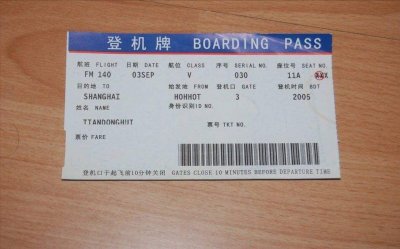 登机牌 BOARDING PASS
航班 FLIGHT 日期 DATE 舱位 CLASS 序号 SERIAL NO. 座位号 SEAT NO.
FM 140 03SEP V 030 11A
目的地 TO 始发地 FROM 登机口 GATE 登机时间 BDT
SHANGHAI HOHHOT 3 2005
姓名 NAME 身份识别 ID NO.
TIANDONGHUI
票号 TKT NO.
票价 FARE
登机口于起飞前10分钟关闭 GATES CLOSE 10 MINUTES BEFORE DEPARTURE TIME